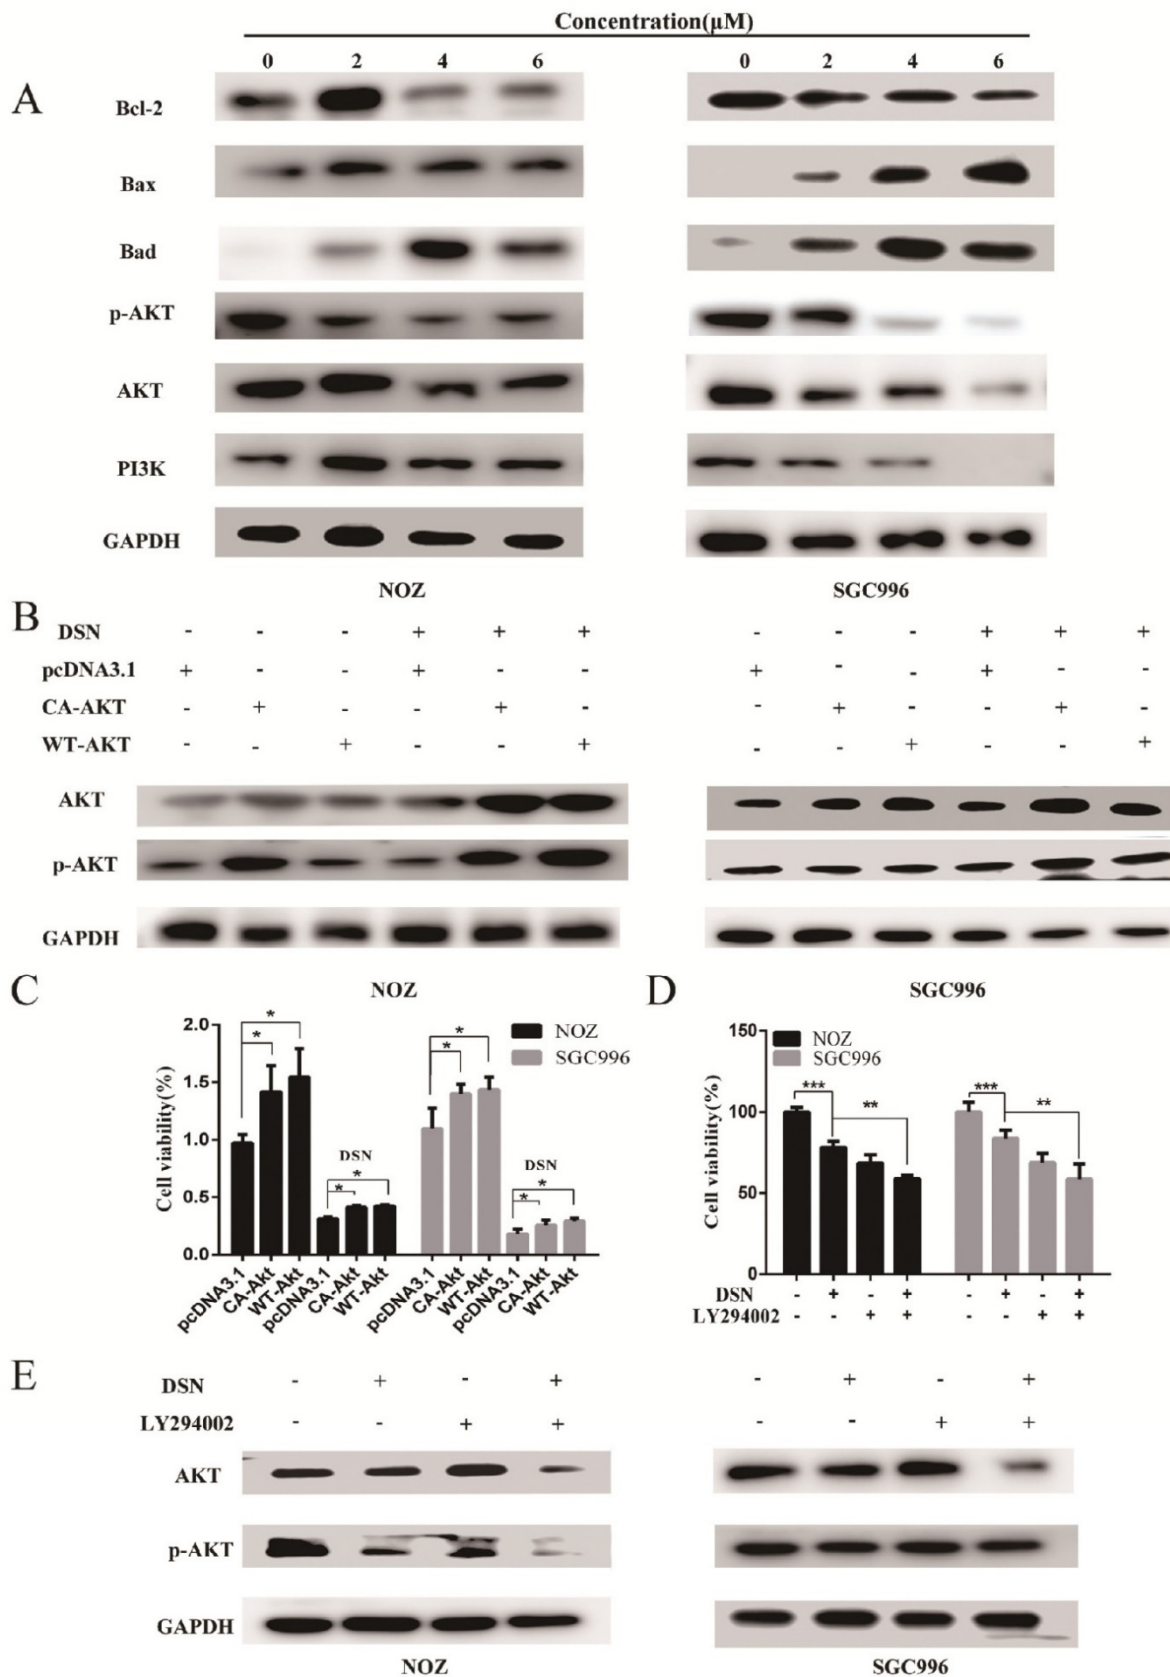 Concentration(μM)
0 2 4 6 0 2 4 6
A
Bcl-2
Bax
Bad
p-AKT
AKT
PI3K
GAPDH
NOZ SGC996
B
DSN - - - + + + - - - + + +
pcDNA3.1 + - - + - - + - - + - -
CA-AKT - + - - + - - + - - + -
WT-AKT - - + - - + - - + - - +
AKT
p-AKT
GAPDH
C NOZ D SGC996
2.0
1.5
1.0
0.5
0.0
Cell viability(%)
* * * *
NOZ
SGC996
DSN DSN
* * * *
pcDNA3.1 CA-Akt WT-Akt pcDNA3.1 CA-Akt WT-Akt pcDNA3.1 CA-Akt WT-Akt pcDNA3.1 CA-Akt WT-Akt
150
100
50
0
Cell viability(%)
NOZ
SGC996
*** ** *** **
DSN - + - + - + - +
LY294002 - - + + - - + +
E
DSN - + - + - + - +
LY294002 - - + + - - + +
AKT
p-AKT
GAPDH
NOZ SGC996